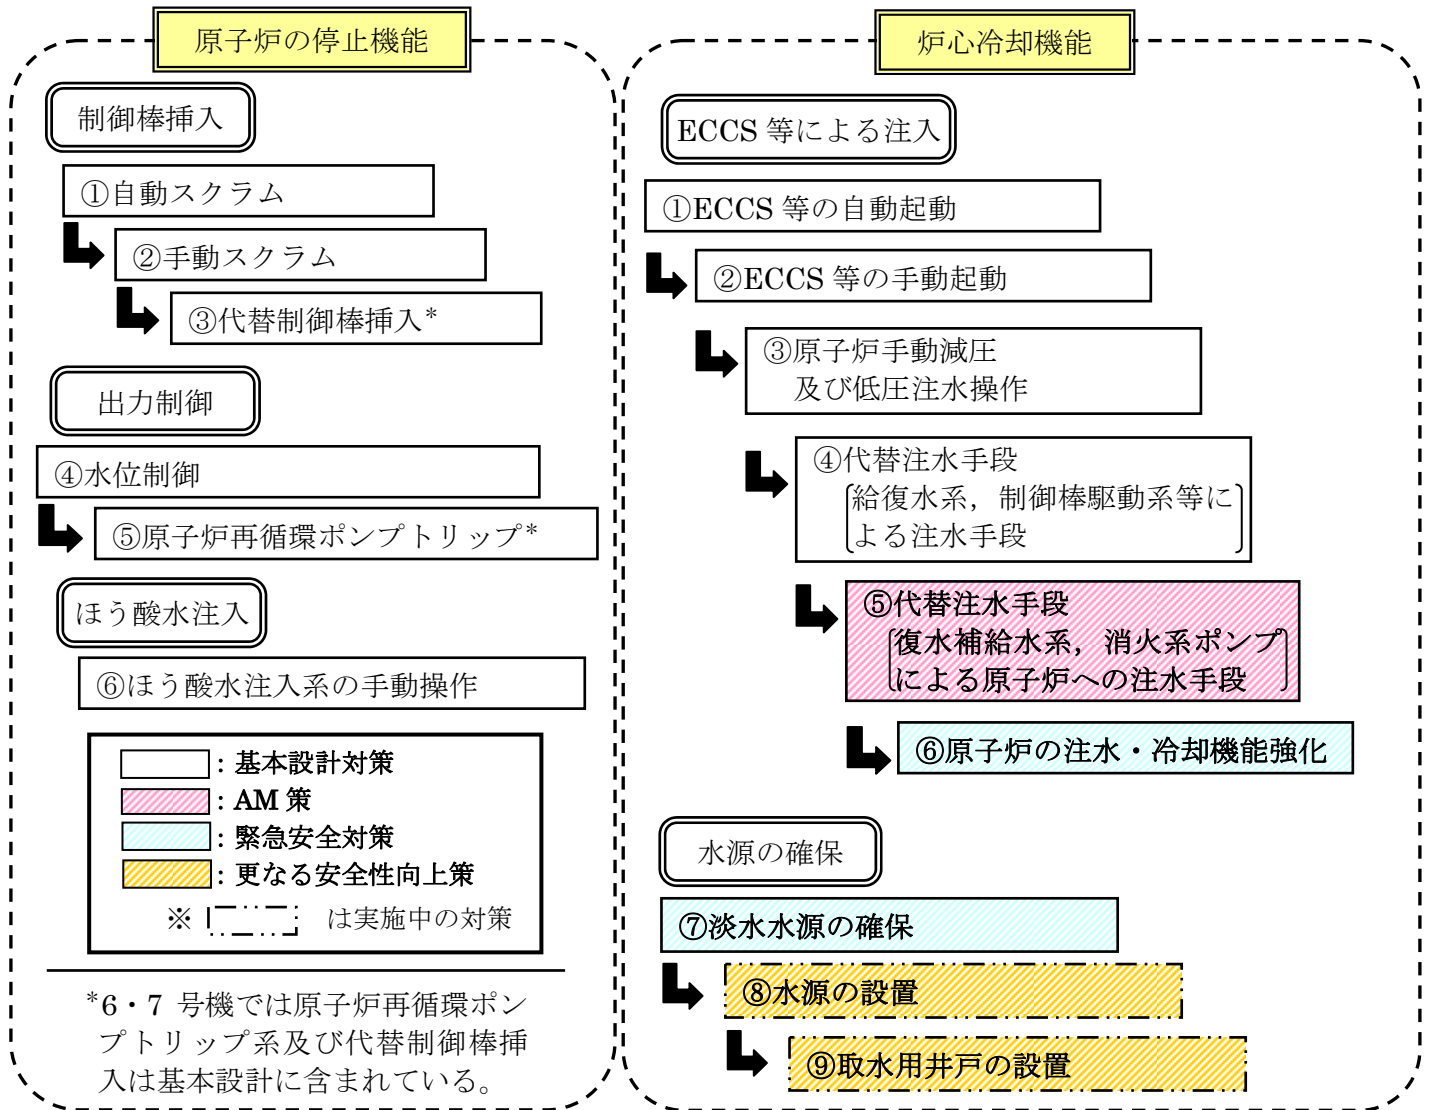 原子炉の停止機能
制御棒挿入
①自動スクラム
②手動スクラム
③代替制御棒挿入*
出力制御
④水位制御
⑤原子炉再循環ポンプトリップ*
ほう酸水注入
⑥ほう酸水注入系の手動操作
：基本設計対策
：AM 策
：緊急安全対策
：更なる安全性向上策
※ は実施中の対策
*6・7 号機では原子炉再循環ポン
プトリップ系及び代替制御棒挿
入は基本設計に含まれている。
炉心冷却機能
ECCS 等による注入
①ECCS 等の自動起動
②ECCS 等の手動起動
③原子炉手動減圧
及び低圧注水操作
④代替注水手段
給復水系，制御棒駆動系等に
よる注水手段
⑤代替注水手段
復水補給水系，消火系ポンプ
による原子炉への注水手段
⑥原子炉の注水・冷却機能強化
水源の確保
⑦淡水水源の確保
⑧水源の設置
⑨取水用井戸の設置